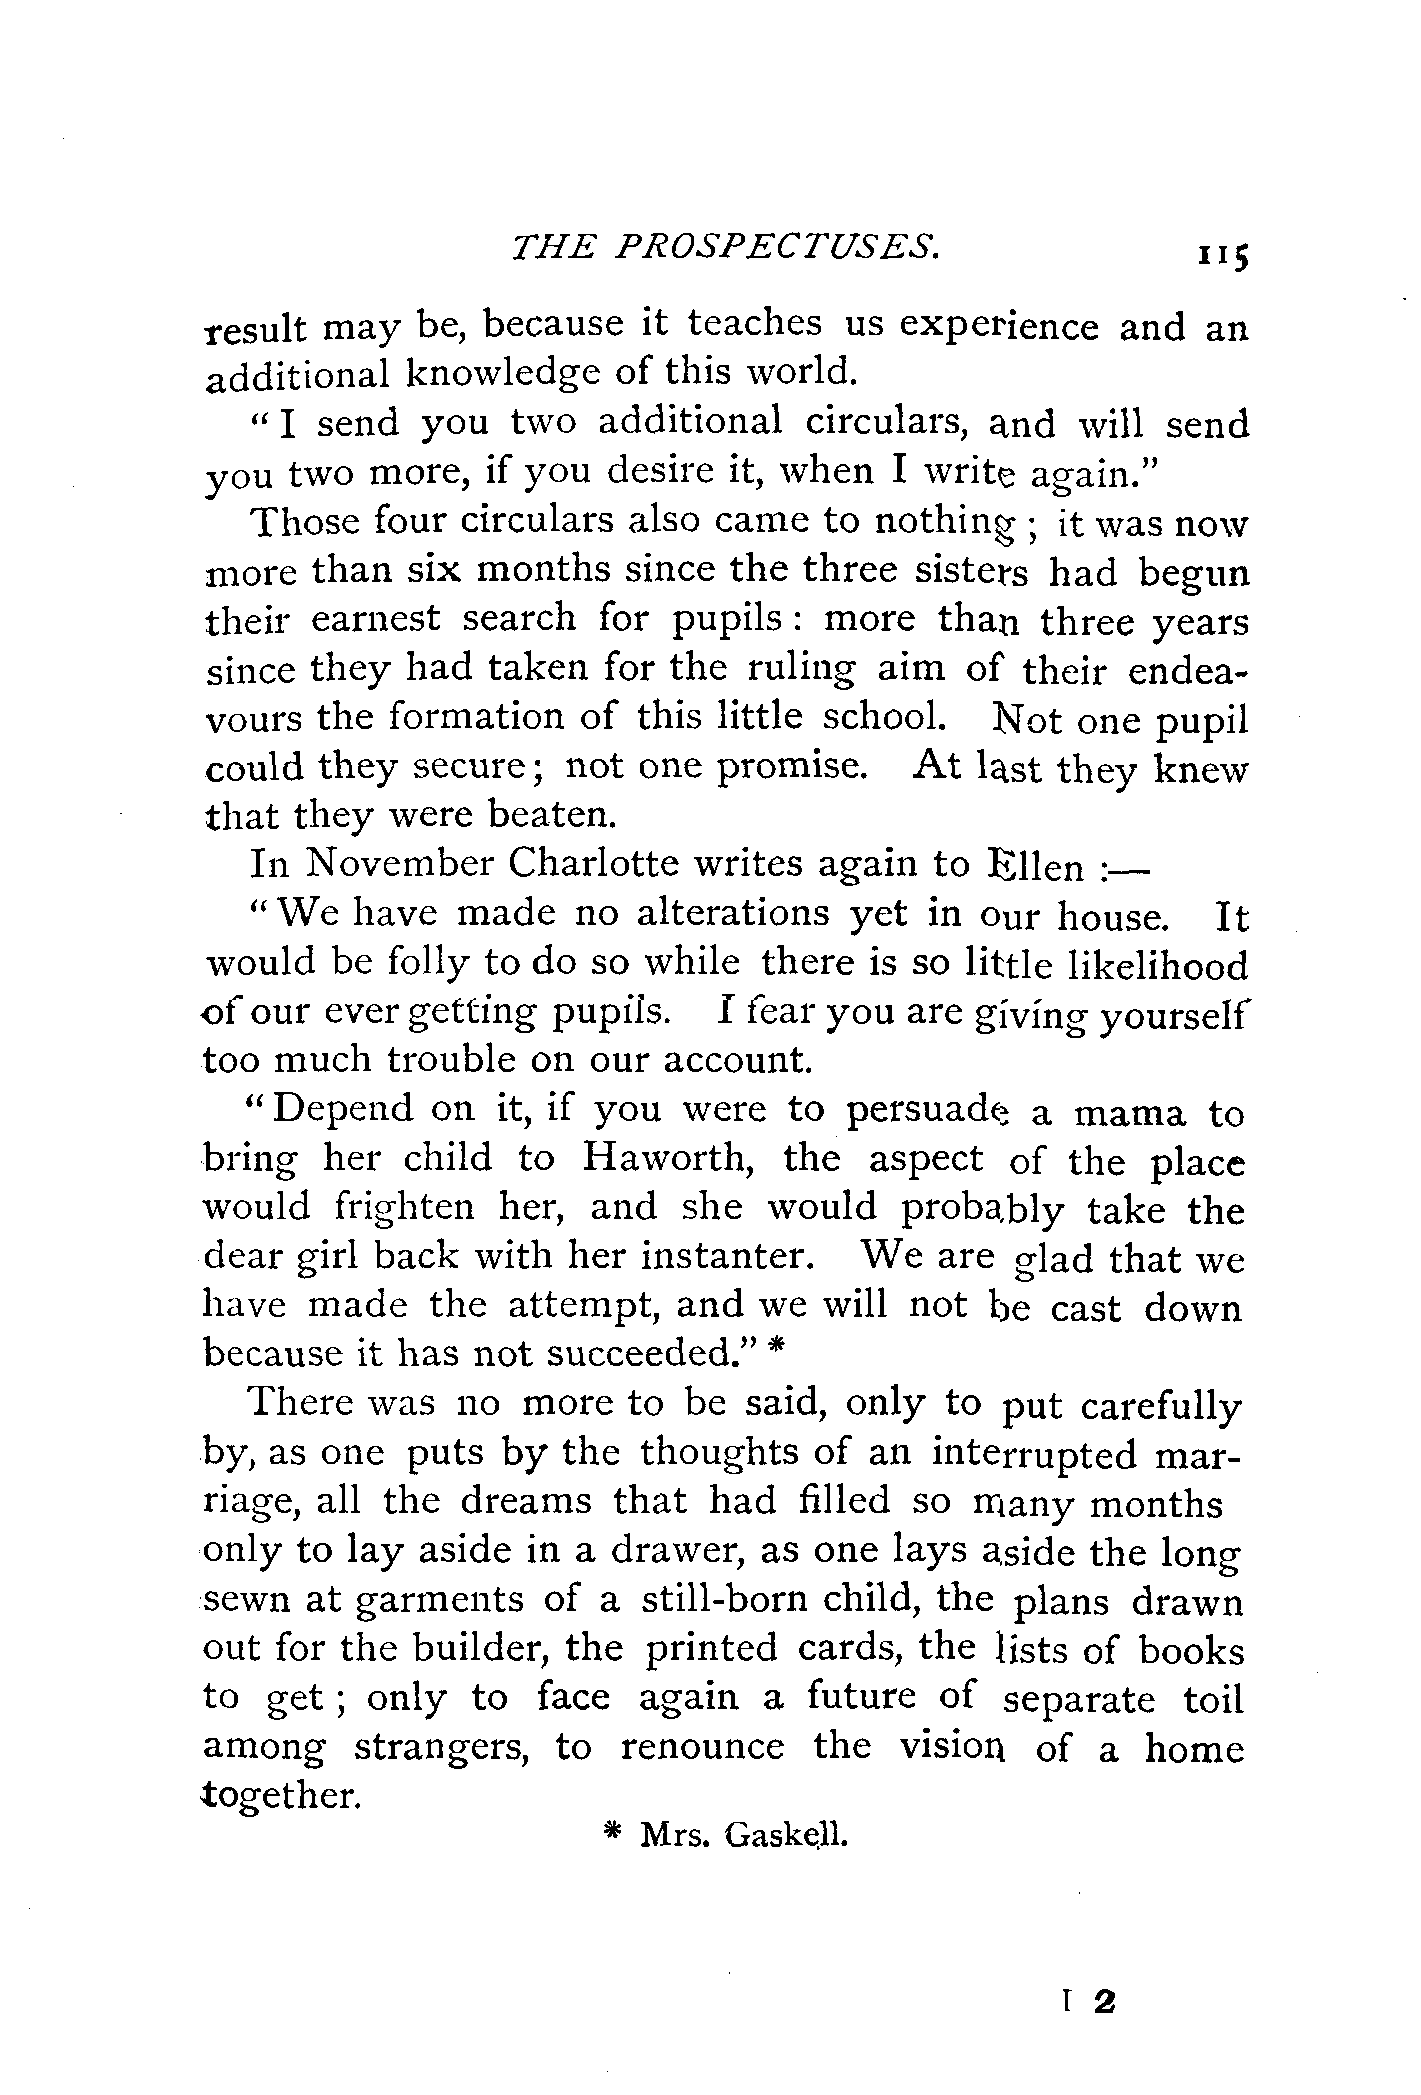 THE PROSPECTUSES. 115
result may be, because it teaches us experience and an
additional knowledge of this world.
“ I send you two additional circulars, and will send
you two more, if you desire it, when I write again.”
Those four circulars also came to nothing ; it was now
more than six months since the three sisters had begun
their earnest search for pupils : more than three years
since they had taken for the ruling aim of their endea-
vours the formation of this little school. Not one pupil
could they secure; not one promise. At last they knew
that they were beaten.
In November Charlotte writes again to Ellen :—
“ We have made no alterations yet in our house. It
would be folly to do so while there is so little likelihood
of our ever getting pupils. I fear you are giving yourself
too much trouble on our account.
“ Depend on it, if you were to persuade a mama to
bring her child to Haworth, the aspect of the place
would frighten her, and she would probably take the
dear girl back with her instanter. We are glad that we
have made the attempt, and we will not be cast down
because it has not succeeded.” *
There was no more to be said, only to put carefully
by, as one puts by the thoughts of an interrupted mar-
riage, all the dreams that had filled so many months
only to lay aside in a drawer, as one lays aside the long
sewn at garments of a still-born child, the plans drawn
out for the builder, the printed cards, the lists of books
to get ; only to face again a future of separate toil
among strangers, to renounce the vision of a home
together.
* Mrs. Gaskell.
I 2